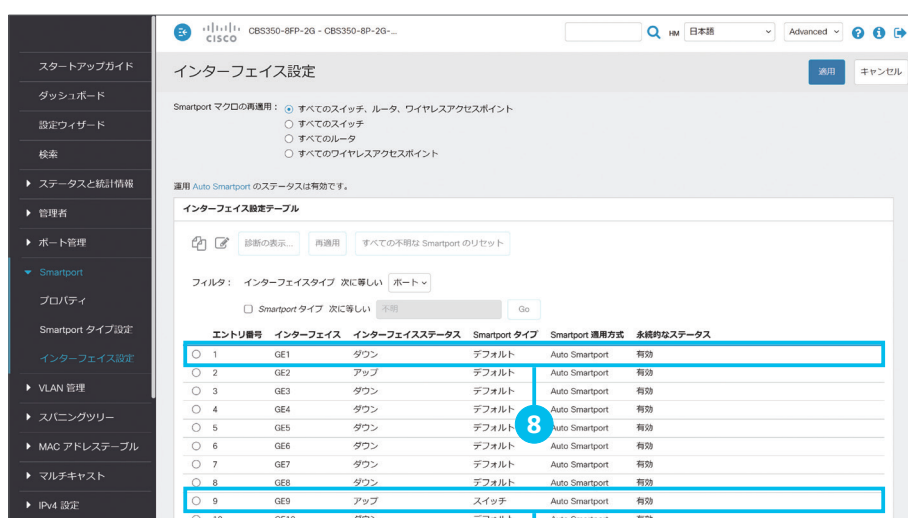 CISCO CBS350-8FP-2G - CBS350-8P-2G-... HM 日本語 Advanced
スタートアップガイド
ダッシュボード
設定ウィザード
検索
ステータスと統計情報
管理者
ポート管理
Smartport
プロパティ
Smartport タイプ設定
インターフェイス設定
VLAN 管理
スパニングツリー
MAC アドレステーブル
マルチキャスト
IPv4 設定
インターフェイス設定 適用 キャンセル
Smartport マクロの再適用: すべてのスイッチ、ルータ、ワイヤレスアクセスポイント
すべてのスイッチ
すべてのルータ
すべてのワイヤレスアクセスポイント
運用 Auto Smartport のステータスは有効です。
インターフェイス設定テーブル
診断の表示... 再適用 すべての不明な Smartport のリセット
フィルタ: インターフェイスタイプ 次に等しい ポート
Smartport タイプ 次に等しい 不明 Go
エントリ番号 インターフェイス インターフェイスステータス Smartport タイプ Smartport 適用方式 永続的なステータス
1 GE1 ダウン デフォルト Auto Smartport 有効
2 GE2 アップ デフォルト Auto Smartport 有効
3 GE3 ダウン デフォルト Auto Smartport 有効
4 GE4 ダウン デフォルト Auto Smartport 有効
5 GE5 ダウン デフォルト Auto Smartport 有効
8
6 GE6 ダウン デフォルト Auto Smartport 有効
7 GE7 ダウン デフォルト Auto Smartport 有効
8 GE8 ダウン デフォルト Auto Smartport 有効
9 GE9 アップ スイッチ Auto Smartport 有効